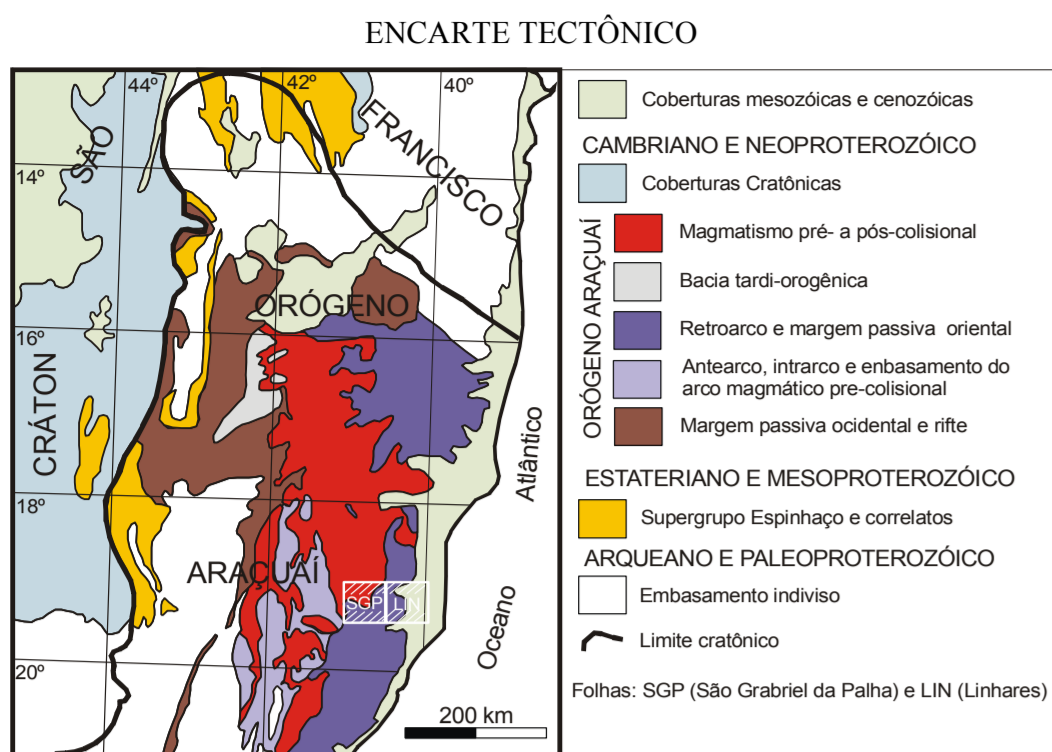 ENCARTE TECTÔNICO
44º
42º
40º
SÃO
FRANCISCO
14º
ORÓGENO
16º
CRÁTON
Atlântico
18º
ARAÇUAÍ
SGP
LIN
Oceano
20º
200 km
Coberturas mesozóicas e cenozóicas
CAMBRIANO E NEOPROTEROZÓICO
Coberturas Cratônicas
ORÓGENO ARAÇUAÍ
Magmatismo pré- a pós-colisional
Bacia tardi-orogênica
Retroarco e margem passiva oriental
Antearco, intrarco e enbasamento do
arco magmático pre-colisional
Margem passiva ocidental e rifte
ESTATERIANO E MESOPROTEROZÓICO
Supergrupo Espinhaço e correlatos
ARQUEANO E PALEOPROTEROZÓICO
Embasamento indiviso
Limite cratônico
Folhas: SGP (São Grabriel da Palha) e LIN (Linhares)